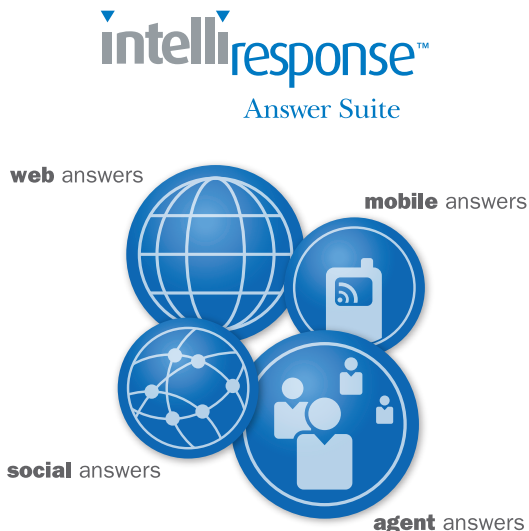 intelliresponse™
Answer Suite
web answers
mobile answers
social answers
agent answers